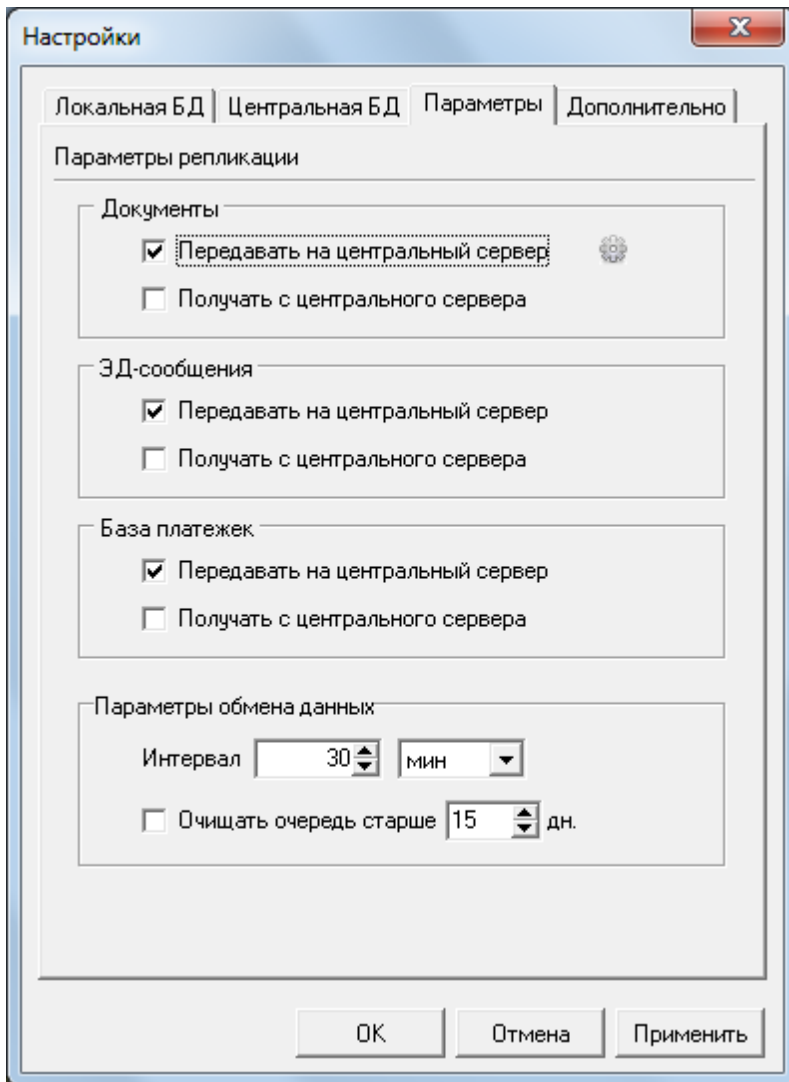 Настройки
Локальная БД Центральная БД Параметры Дополнительно
Параметры репликации
Документы
Передавать на центральный сервер
Получать с центрального сервера
ЭД-сообщения
Передавать на центральный сервер
Получать с центрального сервера
База платежек
Передавать на центральный сервер
Получать с центрального сервера
Параметры обмена данных
Интервал 30 мин
Очищать очередь старше 15 дн.
OK Отмена Применить